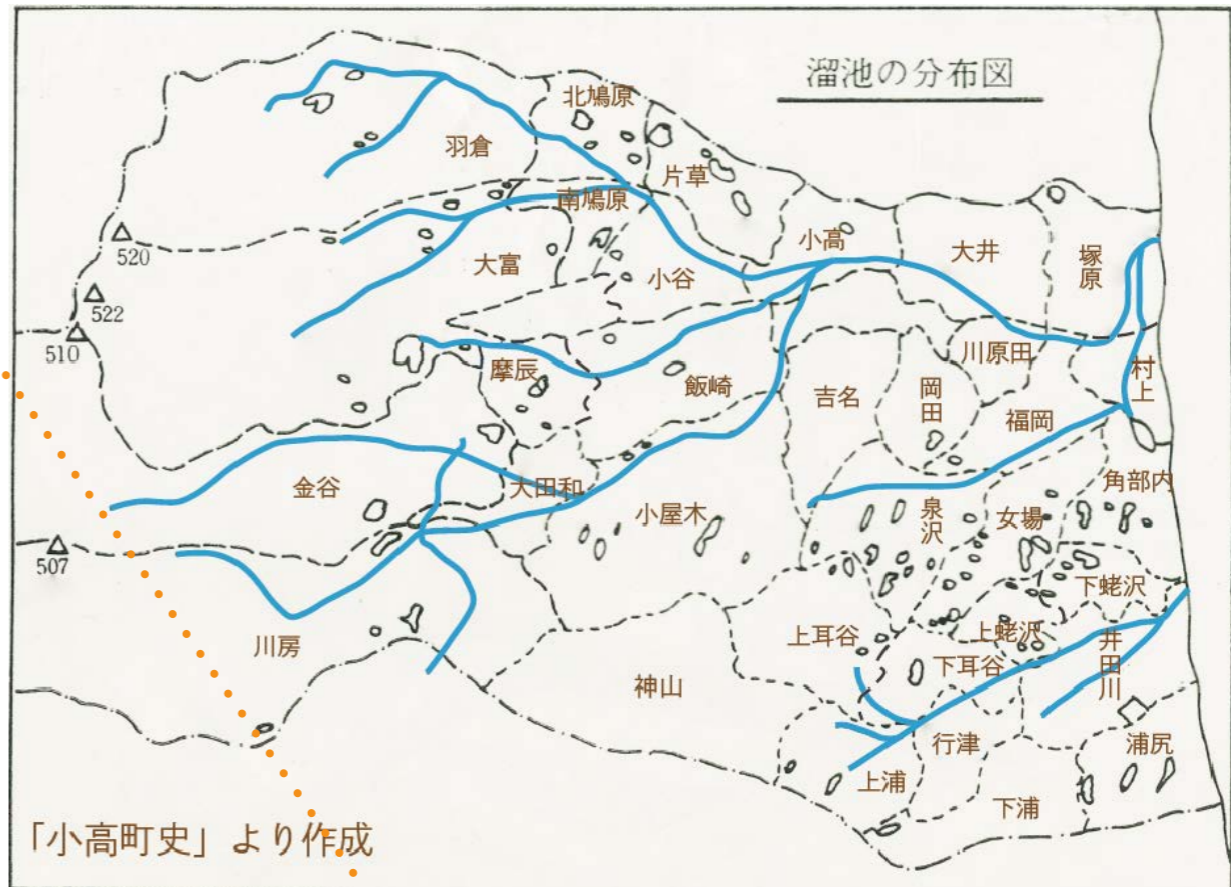 溜池の分布図
北鳩原
羽倉
片草
南鳩原
小高
大井
塚原
520
大富
小谷
522
510
川原田
村上
摩辰
飯崎
吉名
岡田
福岡
金谷
大田和
角部内
小屋木
泉沢
女場
507
下蛯沢
川房
上耳谷
上蛯沢
井田川
下耳谷
神山
行津
浦尻
上浦
下浦
「小高町史」より作成